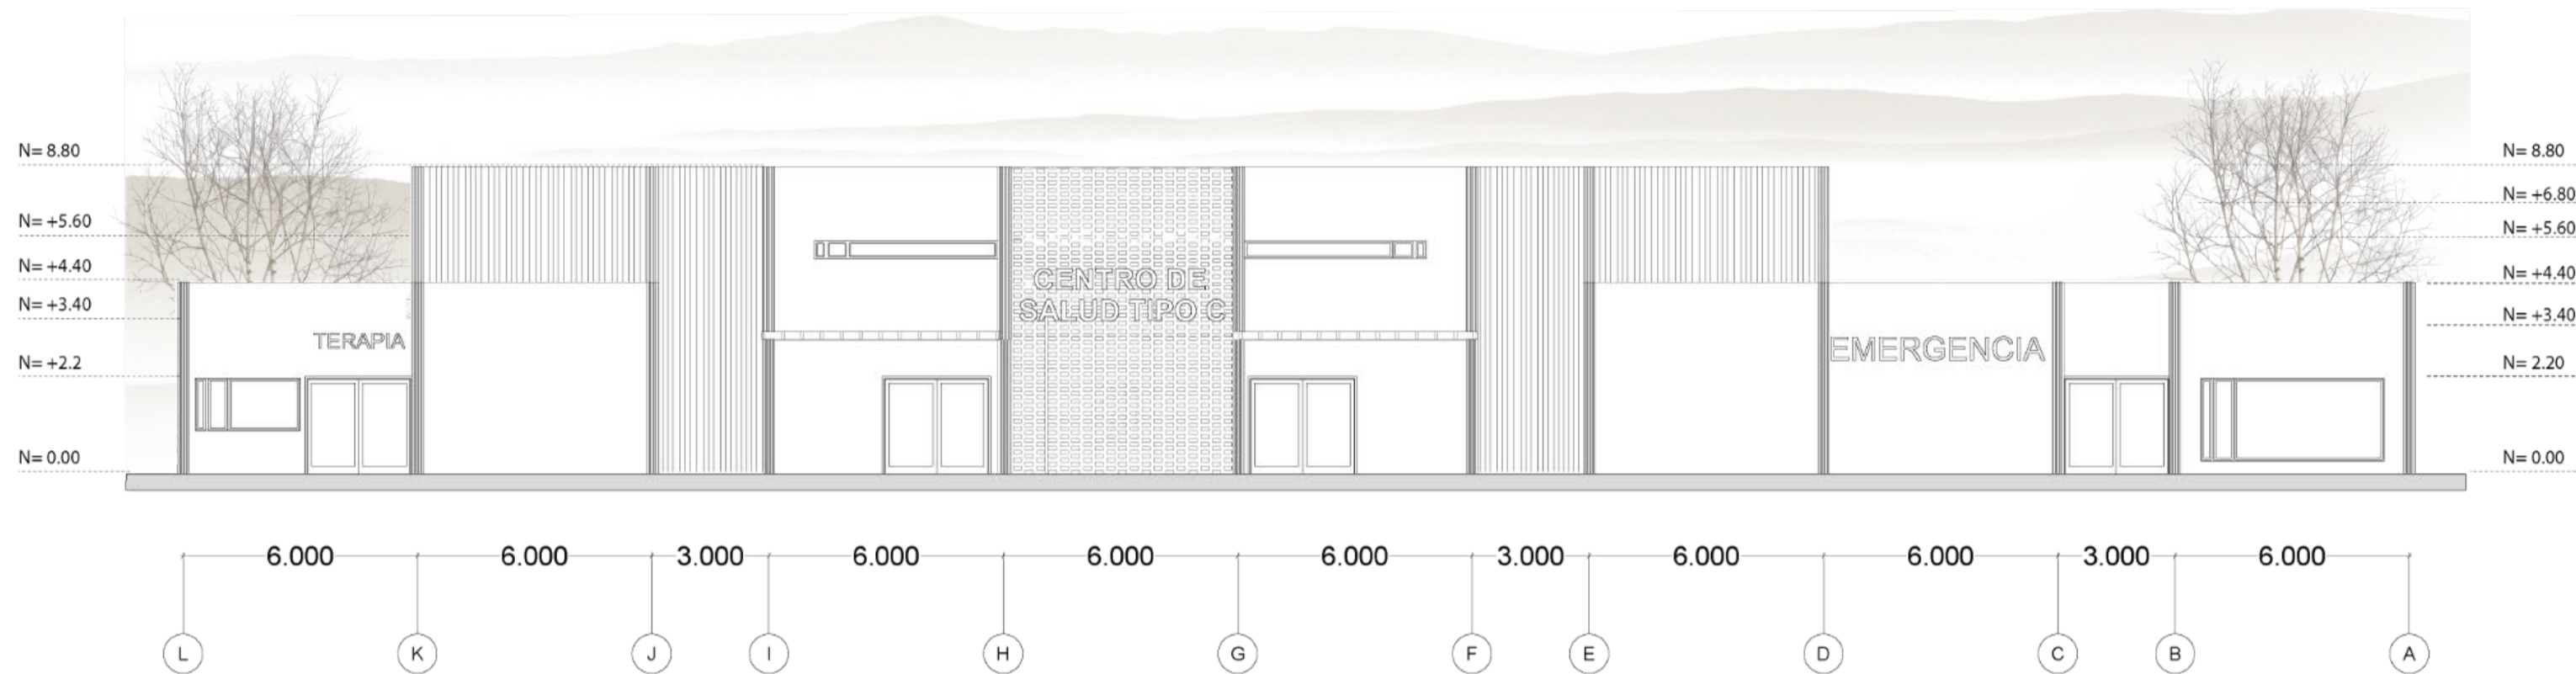 N= 8.80
N= +5.60
N= +4.40
N= +3.40
N= +2.2
N= 0.00
N= 8.80
N= +6.80
N= +5.60
N= +4.40
N= +3.40
N= 2.20
N= 0.00
TERAPIA
CENTRO DE
SALUD TIPO C
EMERGENCIA
6.000 6.000 3.000 6.000 6.000 6.000 3.000 6.000 6.000 3.000 6.000
L K J I H G F E D C B A